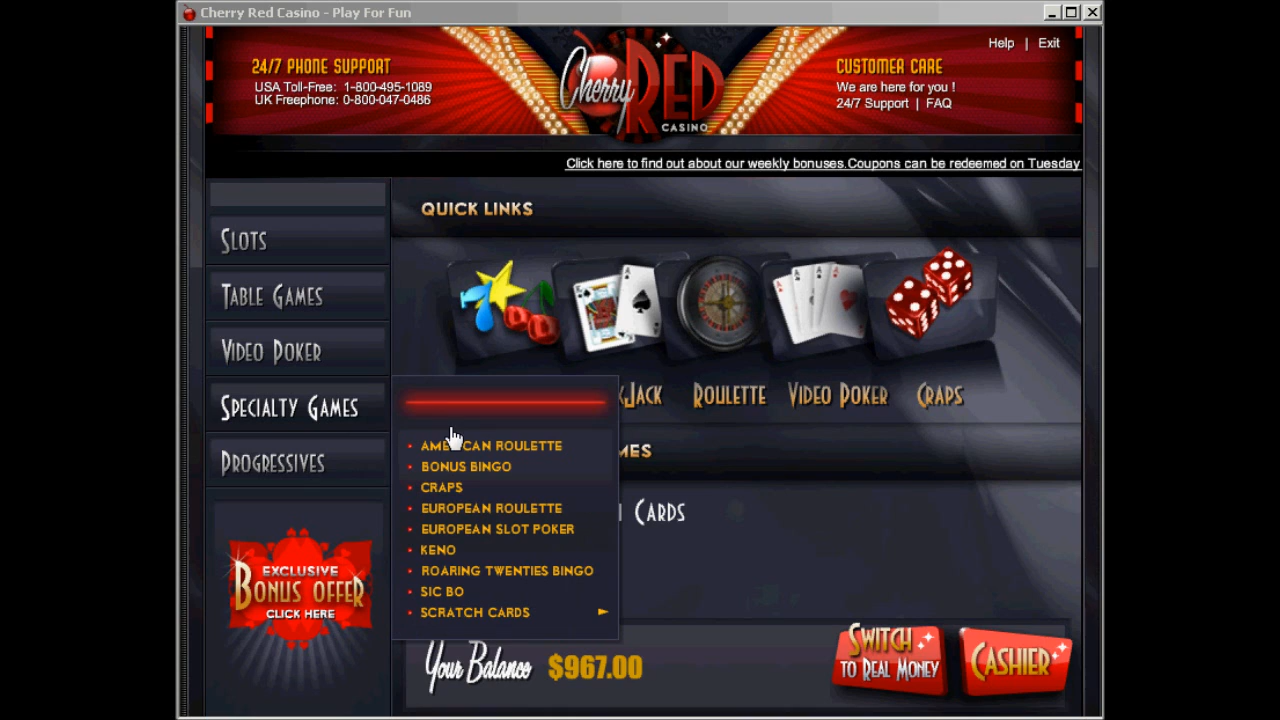 Cherry Red Casino - Play For Fun
Help | Exit
24/7 PHONE SUPPORT
USA Toll-Free: 1-800-495-1089
UK Freephone: 0-800-047-0486
Cherry RED
CASINO
CUSTOMER CARE
We are here for you !
24/7 Support | FAQ
Click here to find out about our weekly bonuses.Coupons can be redeemed on Tuesday
QUICK LINKS
SLOTS
TABLE GAMES
VIDEO POKER
SPECIALTY GAMES
PROGRESSIVES
KJACK ROULETTE VIDEO POKER CRAPS
MES
CARDS
AMERICAN ROULETTE
BONUS BINGO
CRAPS
EUROPEAN ROULETTE
EUROPEAN SLOT POKER
KENO
ROARING TWENTIES BINGO
SIC BO
SCRATCH CARDS
EXCLUSIVE
BONUS OFFER
CLICK HERE
Your Balance $967.00
SWITCH
TO REAL MONEY
CASHIER